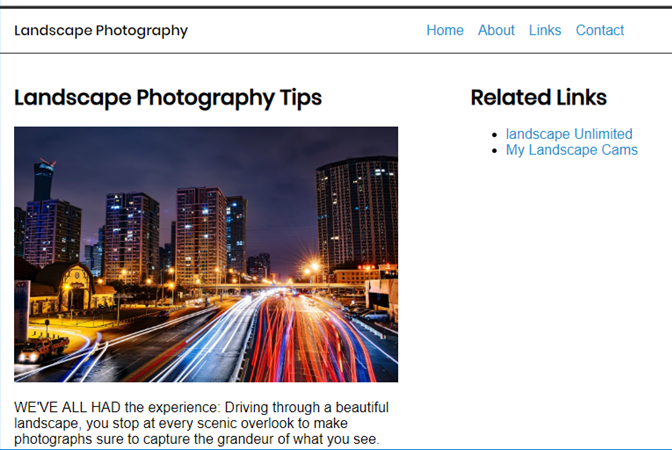 Landscape Photography
Home About Links Contact
Landscape Photography Tips
WE'VE ALL HAD the experience: Driving through a beautiful
landscape, you stop at every scenic overlook to make
photographs sure to capture the grandeur of what you see.
Related Links
landscape Unlimited
My Landscape Cams